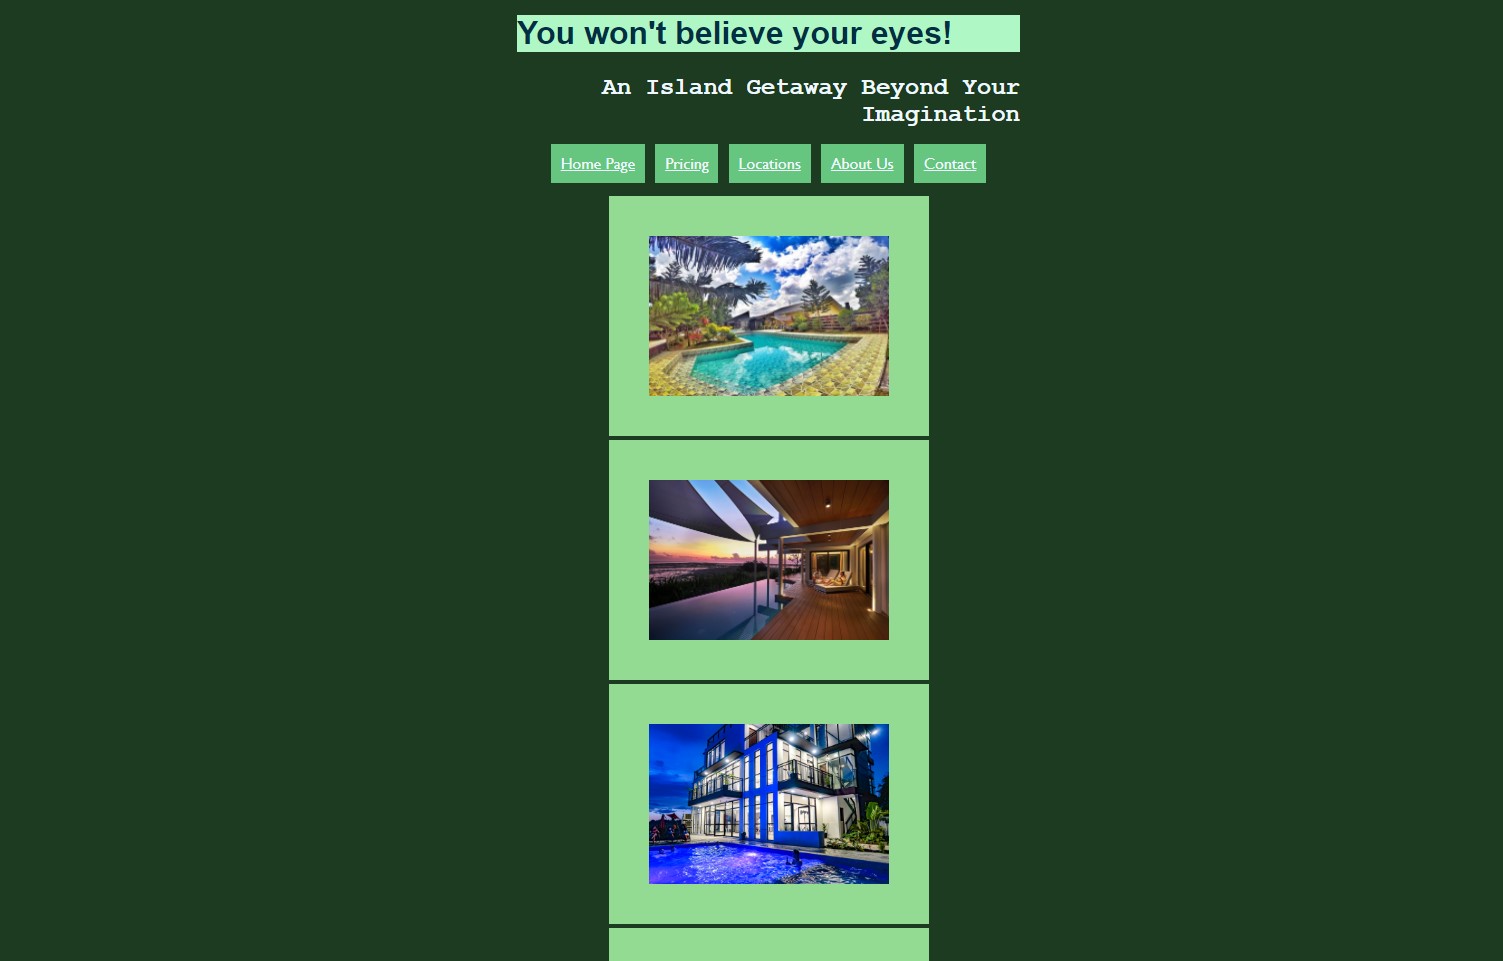 You won't believe your eyes!
An Island Getaway Beyond Your
Imagination
Home Page Pricing Locations About Us Contact